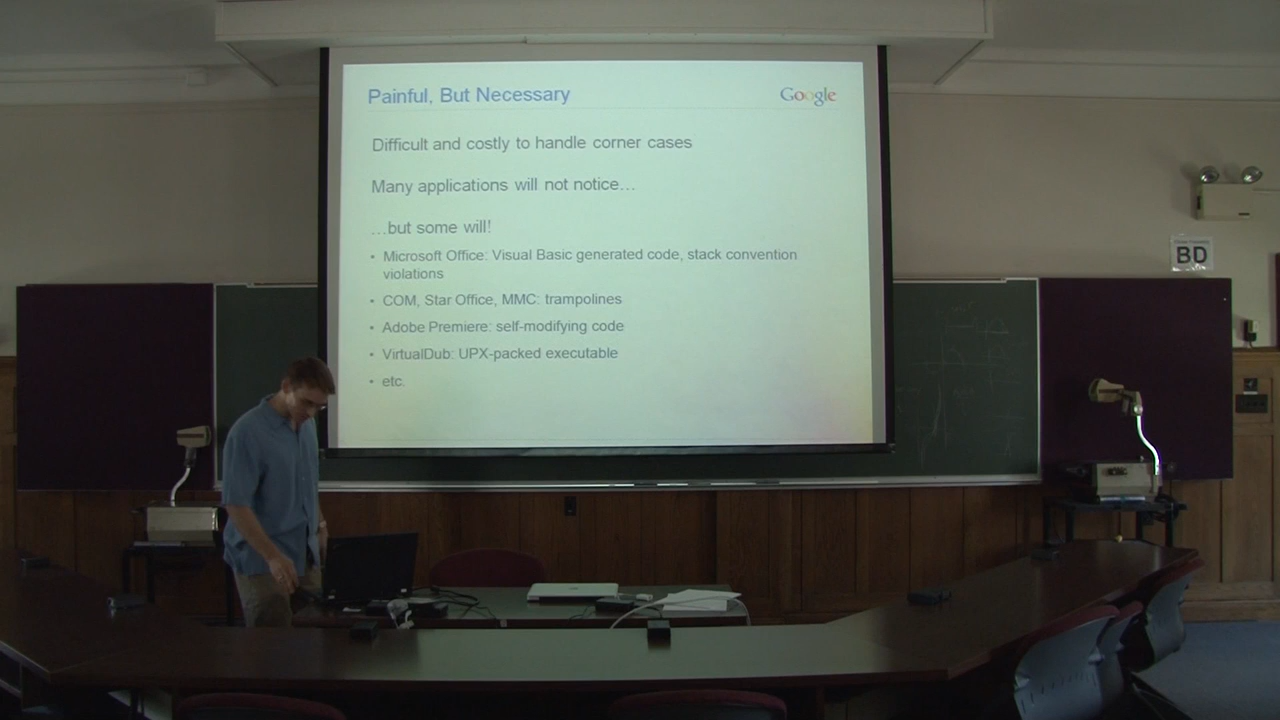 Painful, But Necessary
Google
Difficult and costly to handle corner cases
Many applications will not notice…
…but some will!
• Microsoft Office: Visual Basic generated code, stack convention
violations
• COM, Star Office, MMC: trampolines
• Adobe Premiere: self-modifying code
• VirtualDub: UPX-packed executable
• etc.
BD